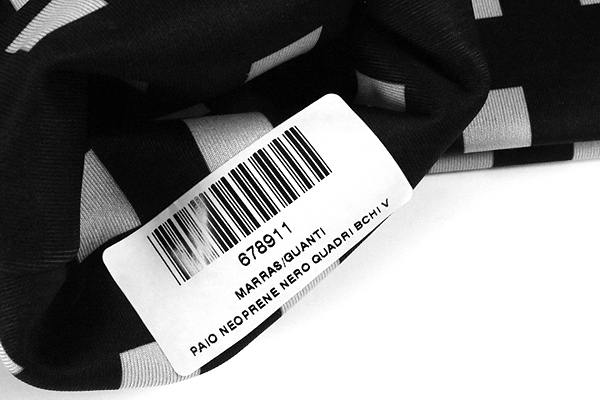 678911
MARRAS/GUANTI
PAIO NEOPRENE NERO QUADRI BCHI V